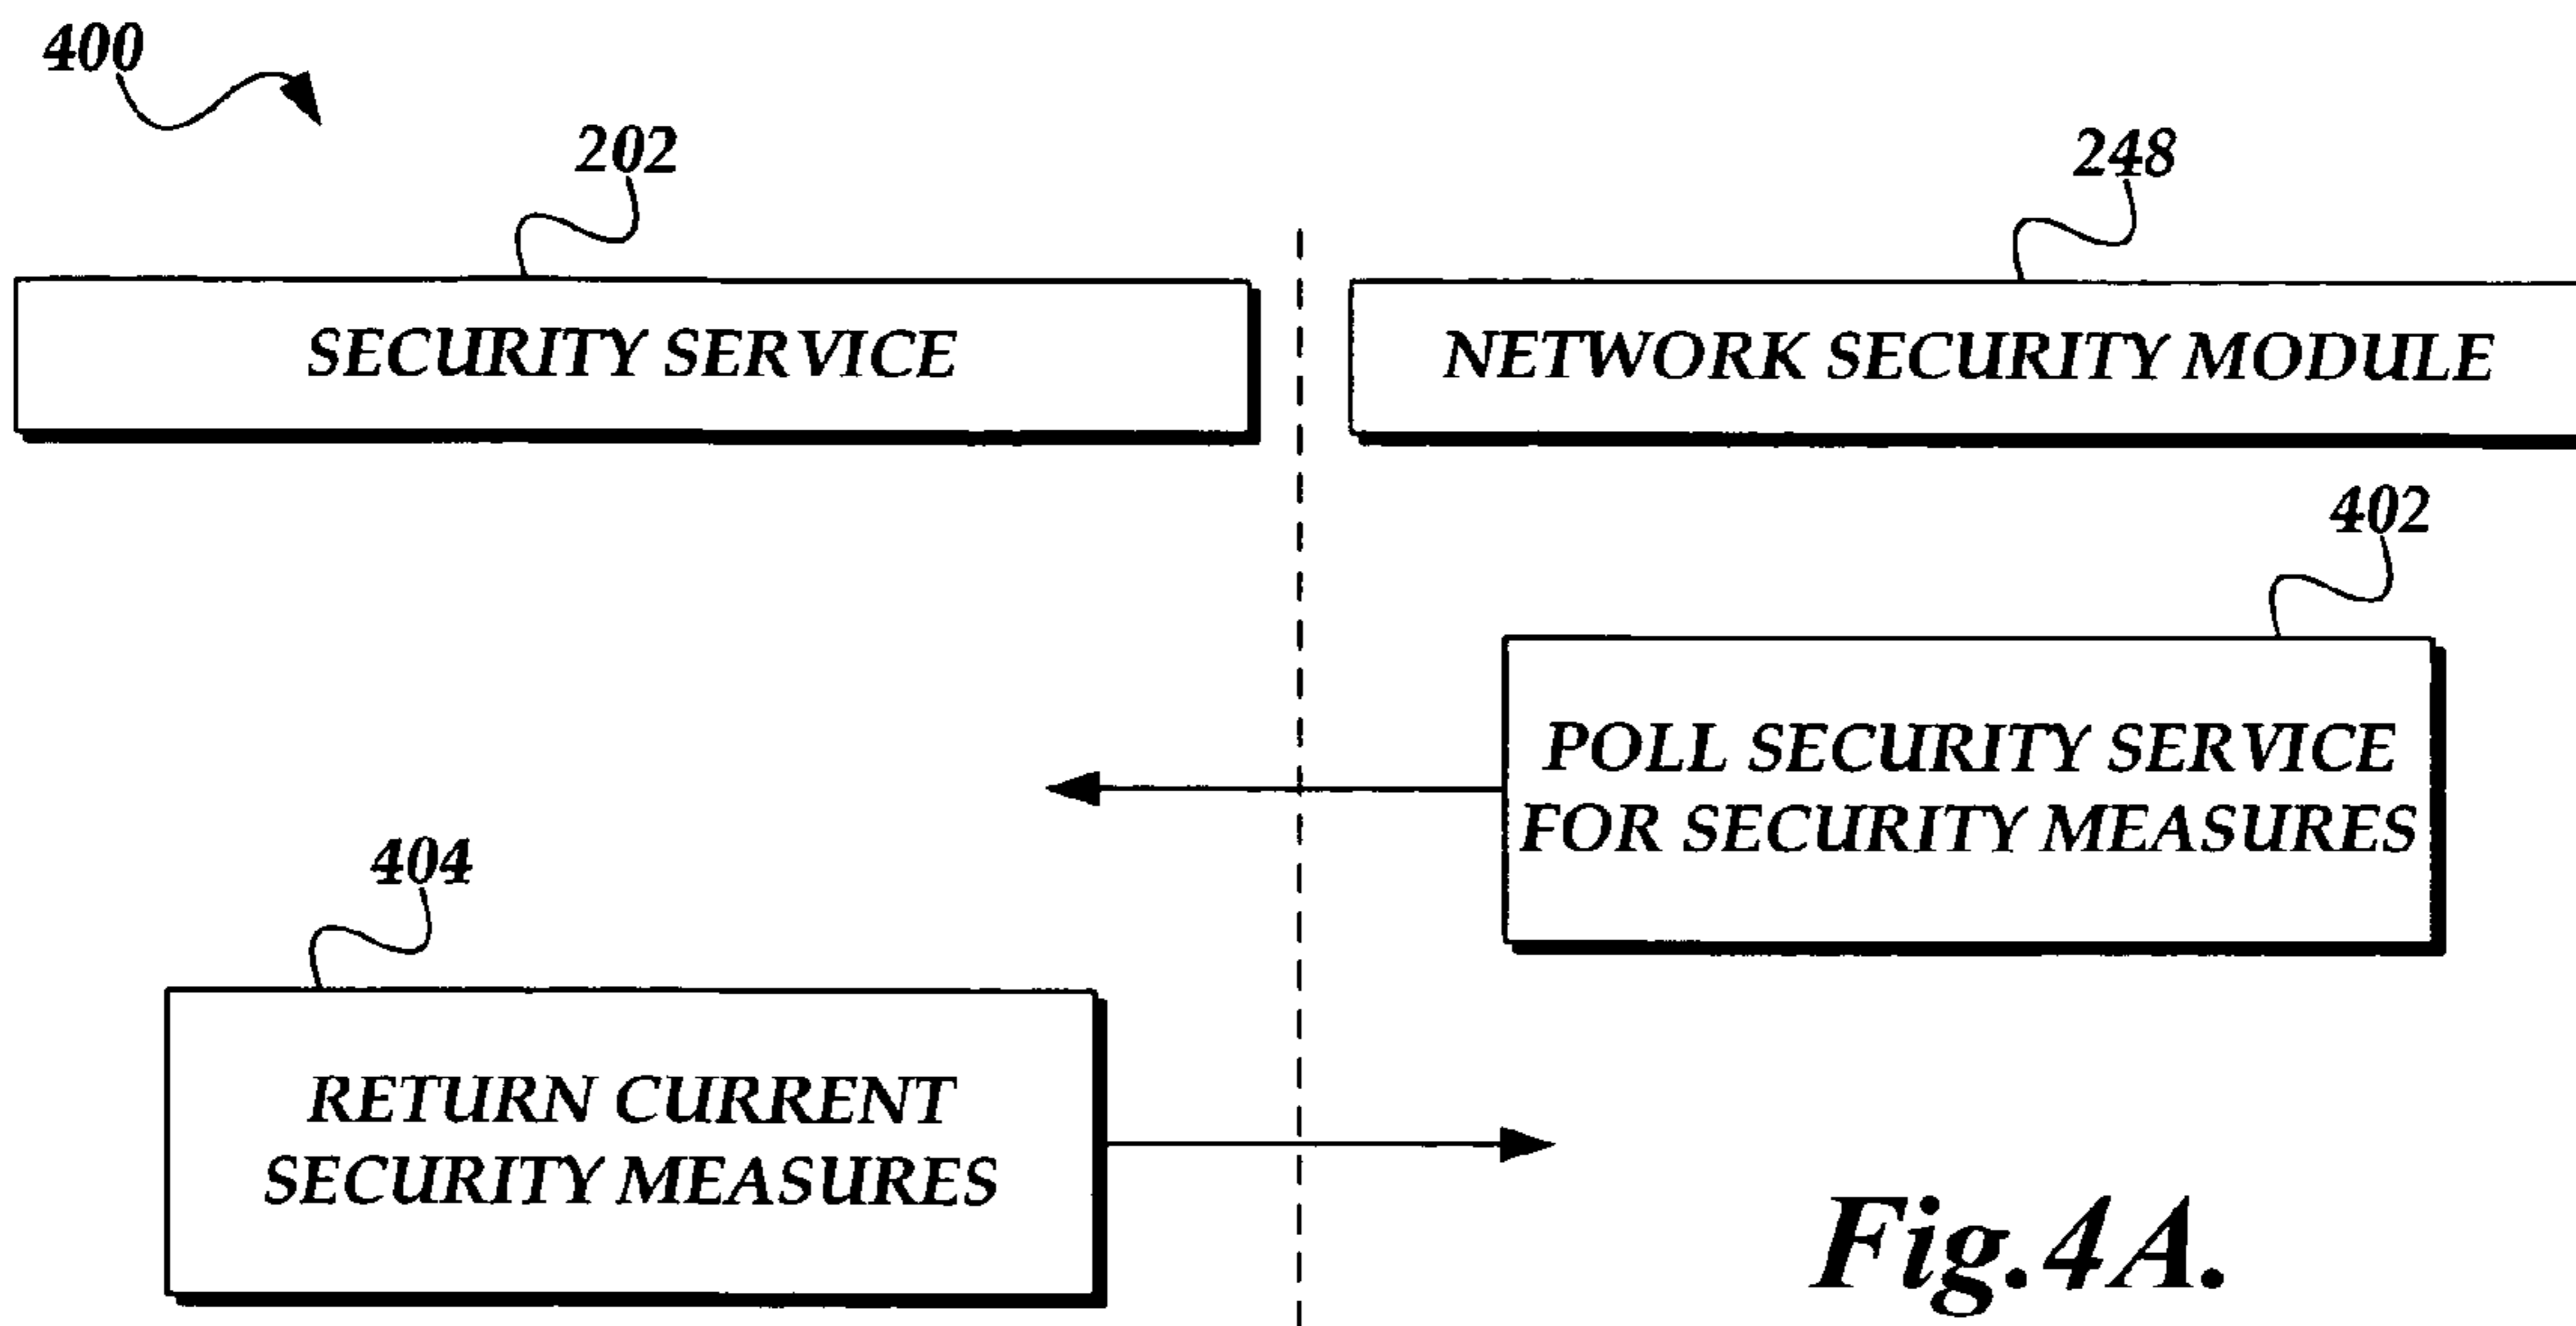 400
202
248
SECURITY SERVICE
NETWORK SECURITY MODULE
402
POLL SECURITY SERVICE
FOR SECURITY MEASURES
404
RETURN CURRENT
SECURITY MEASURES
Fig.4A.